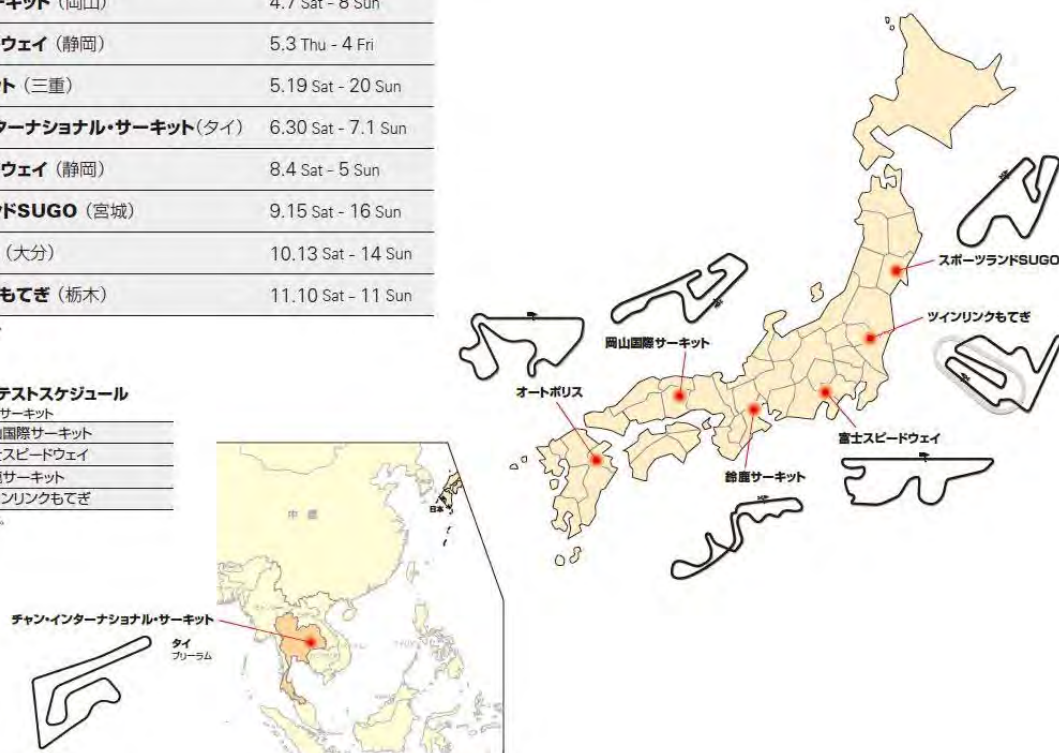 ーキット（岡山） 4.7 Sat - 8 Sun
ウェイ（静岡） 5.3 Thu - 4 Fri
ット（三重） 5.19 Sat - 20 Sun
ターナショナル・サーキット(タイ) 6.30 Sat - 7.1 Sun
ウェイ（静岡） 8.4 Sat - 5 Sun
ドSUGO（宮城） 9.15 Sat - 16 Sun
（大分） 10.13 Sat - 14 Sun
もてぎ（栃木） 11.10 Sat - 11 Sun
テストスケジュール
サーキット
国際サーキット
スピードウェイ
サーキット
ンリンクもてぎ
スポーツランドSUGO
ツインリンクもてぎ
岡山国際サーキット
オートポリス
富士スピードウェイ
鈴鹿サーキット
中国
日本
チャン・インターナショナル・サーキット
タイ
ブリーラム